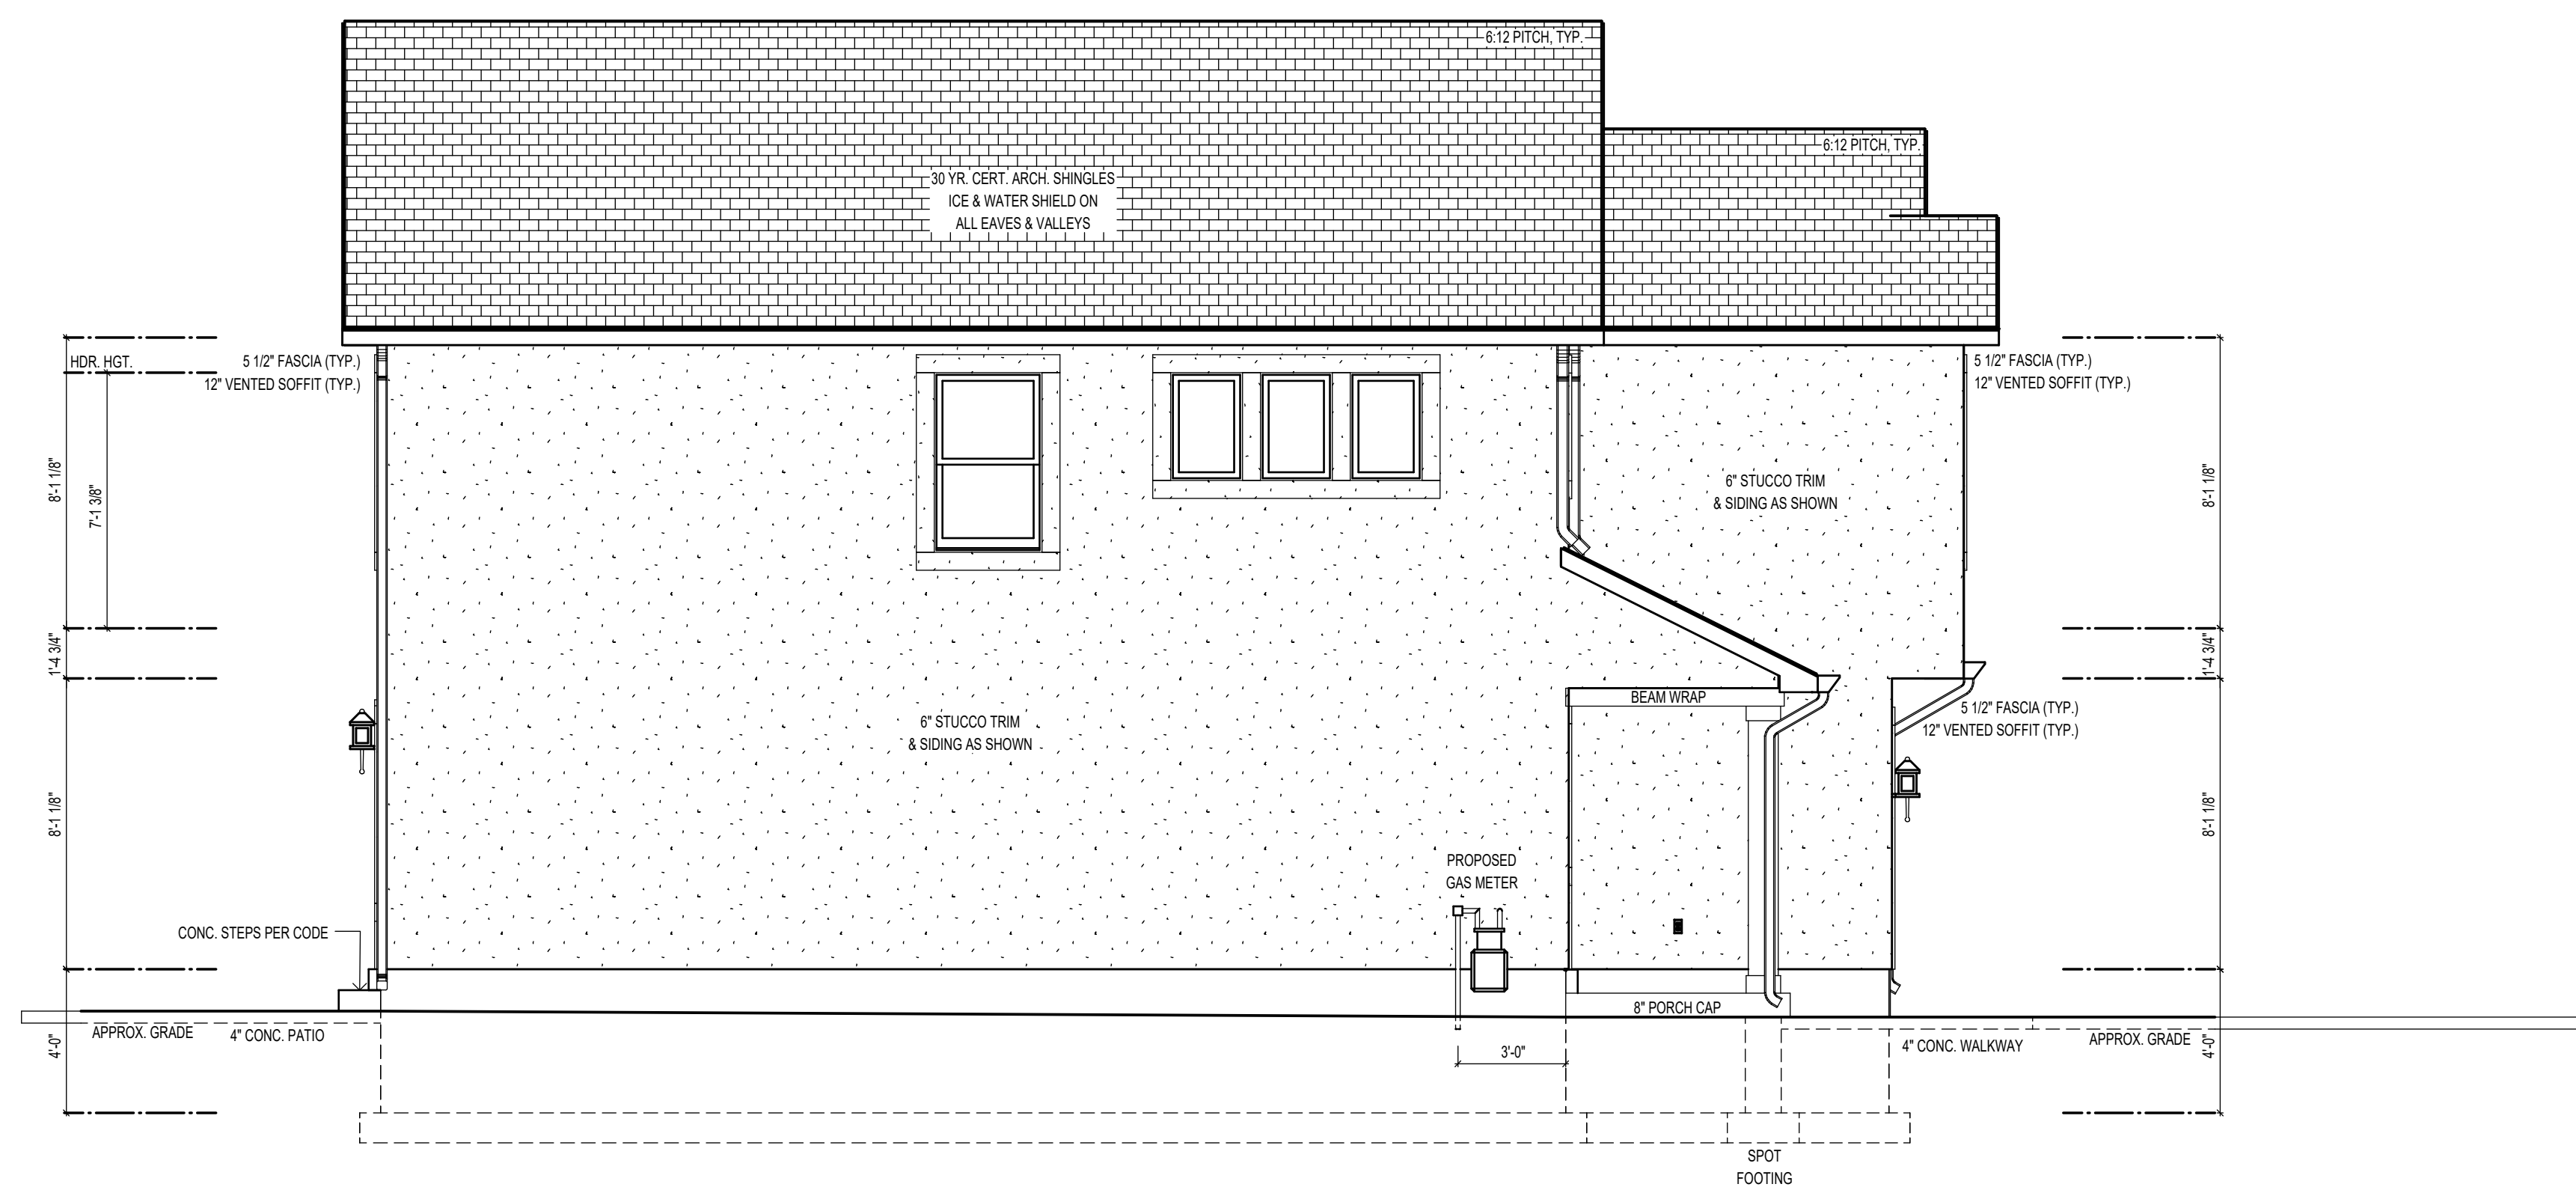 6:12 PITCH, TYP.
6:12 PITCH, TYP.
30 YR. CERT. ARCH. SHINGLES
ICE & WATER SHIELD ON
ALL EAVES & VALLEYS
HDR. HGT.
5 1/2" FASCIA (TYP.)
12" VENTED SOFFIT (TYP.)
5 1/2" FASCIA (TYP.)
12" VENTED SOFFIT (TYP.)
8'-1 1/8"
7'-1 3/8"
8'-1 1/8"
6" STUCCO TRIM
& SIDING AS SHOWN
1'-4 3/4"
1'-4 3/4"
BEAM WRAP
5 1/2" FASCIA (TYP.)
12" VENTED SOFFIT (TYP.)
6" STUCCO TRIM
& SIDING AS SHOWN
8'-1 1/8"
8'-1 1/8"
PROPOSED
GAS METER
CONC. STEPS PER CODE
8" PORCH CAP
APPROX. GRADE
4" CONC. PATIO
4" CONC. WALKWAY
APPROX. GRADE
4'-0"
4'-0"
3'-0"
SPOT
FOOTING